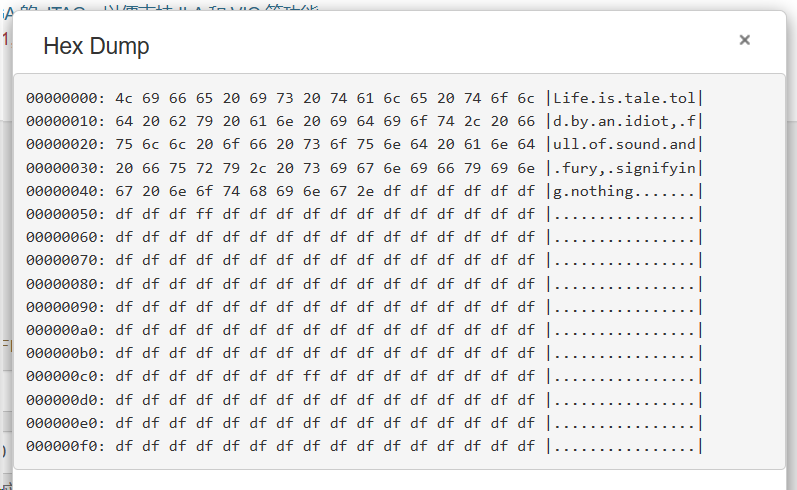 的 JTAG
ILA 和 VIO 等功能
Hex Dump
×
00000000: 4c 69 66 65 20 69 73 20 74 61 6c 65 20 74 6f 6c |Life.is.tale.tol|
00000010: 64 20 62 79 20 61 6e 20 69 64 69 6f 74 2c 20 66 |d.by.an.idiot,.f|
00000020: 75 6c 6c 20 6f 66 20 73 6f 75 6e 64 20 61 6e 64 |ull.of.sound.and|
00000030: 20 66 75 72 79 2c 20 73 69 67 6e 69 66 79 69 6e |.fury,.signifyin|
00000040: 67 20 6e 6f 74 68 69 6e 67 2e df df df df df df |g.nothing.......|
00000050: df df df ff df df df df df df df df df df df df |................|
00000060: df df df df df df df df df df df df df df df df |................|
00000070: df df df df df df df df df df df df df df df df |................|
00000080: df df df df df df df df df df df df df df df df |................|
00000090: df df df df df df df df df df df df df df df df |................|
000000a0: df df df df df df df df df df df df df df df df |................|
000000b0: df df df df df df df df df df df df df df df df |................|
000000c0: df df df df df df df ff df df df df df df df df |................|
000000d0: df df df df df df df df df df df df df df df df |................|
000000e0: df df df df df df df df df df df df df df df df |................|
000000f0: df df df df df df df df df df df df df df df df |................|